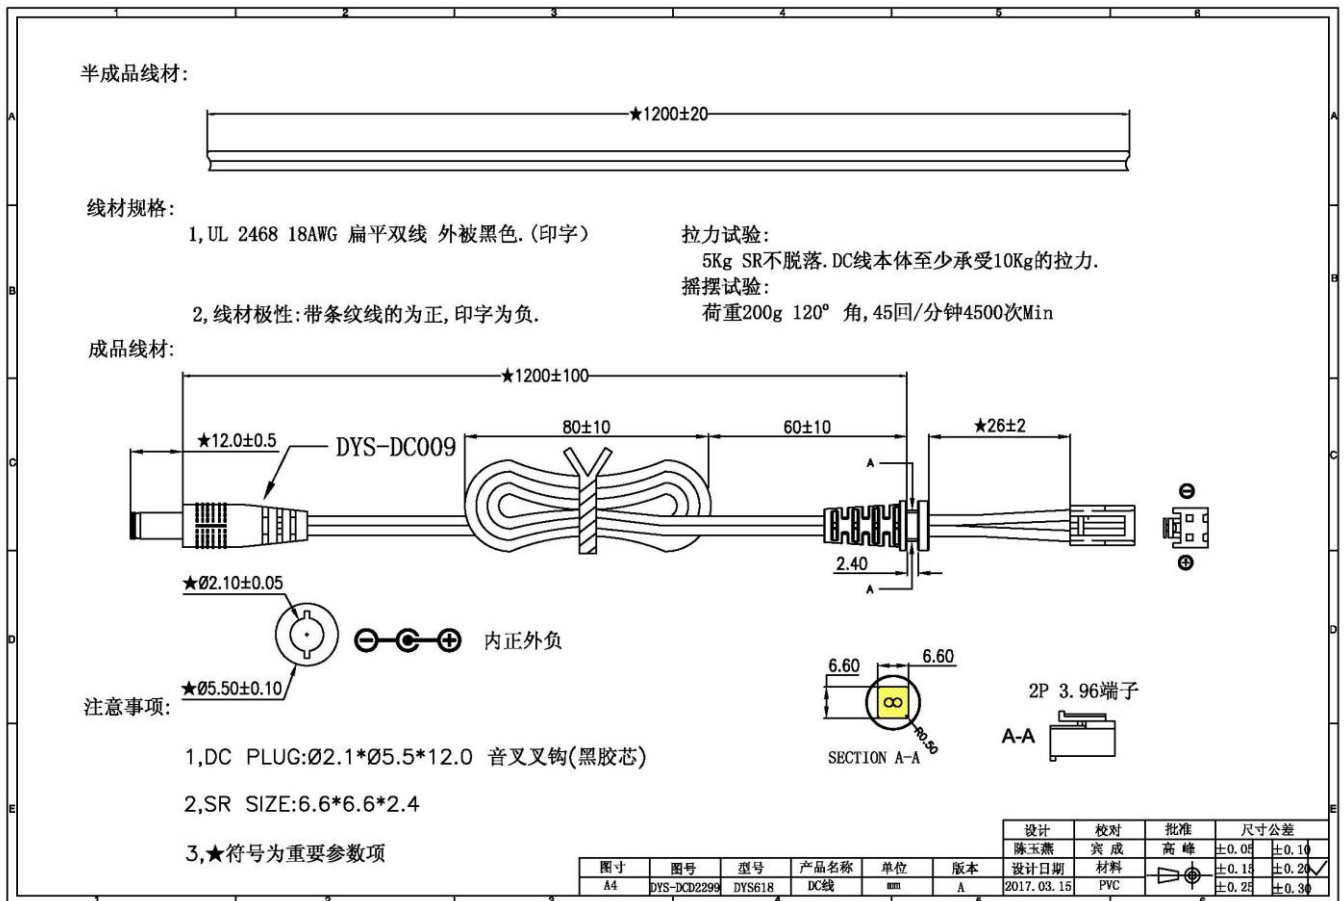 1 2 3 4 5 6
半成品线材:
A A
★1200±20
线材规格:
1,UL 2468 18AWG 扁平双线 外被黑色.(印字)
拉力试验:
5Kg SR不脱落.DC线本体至少承受10Kg的拉力.
B B
摇摆试验:
2,线材极性:带条纹线的为正,印字为负.
荷重200g 120° 角,45回/分钟4500次Min
成品线材:
★1200±100
★12.0±0.5
DYS-DC009
80±10
60±10
★26±2
C C
A
2.40
A
★Ø2.10±0.05
内正外负
D D
★Ø5.50±0.10
6.60
6.60
R0.50
SECTION A-A
2P 3.96端子
A-A
注意事项:
1,DC PLUG:Ø2.1*Ø5.5*12.0 音叉叉钩(黑胶芯)
2,SR SIZE:6.6*6.6*2.4
E E
3,★符号为重要参数项
设计 校对 批准 尺寸公差
陈玉燕 宾 成 高 峰 ±0.05 ±0.10
图寸 图号 型号 产品名称 单位 版本 设计日期 材料 ±0.15 ±0.20
A4 DYS-DCD2299 DYS618 DC线 mm A 2017.03.15 PVC ±0.25 ±0.30
1 2 3 4 5 6